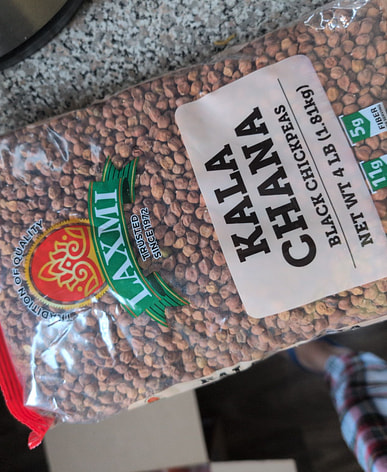 KALA
CHANA
BLACK CHICKPEAS
NET WT 4 LB (1.81kg)
5g
FIBER
11g
TRADITION OF QUALITY
LAXMI
TRUSTED
SINCE 1972